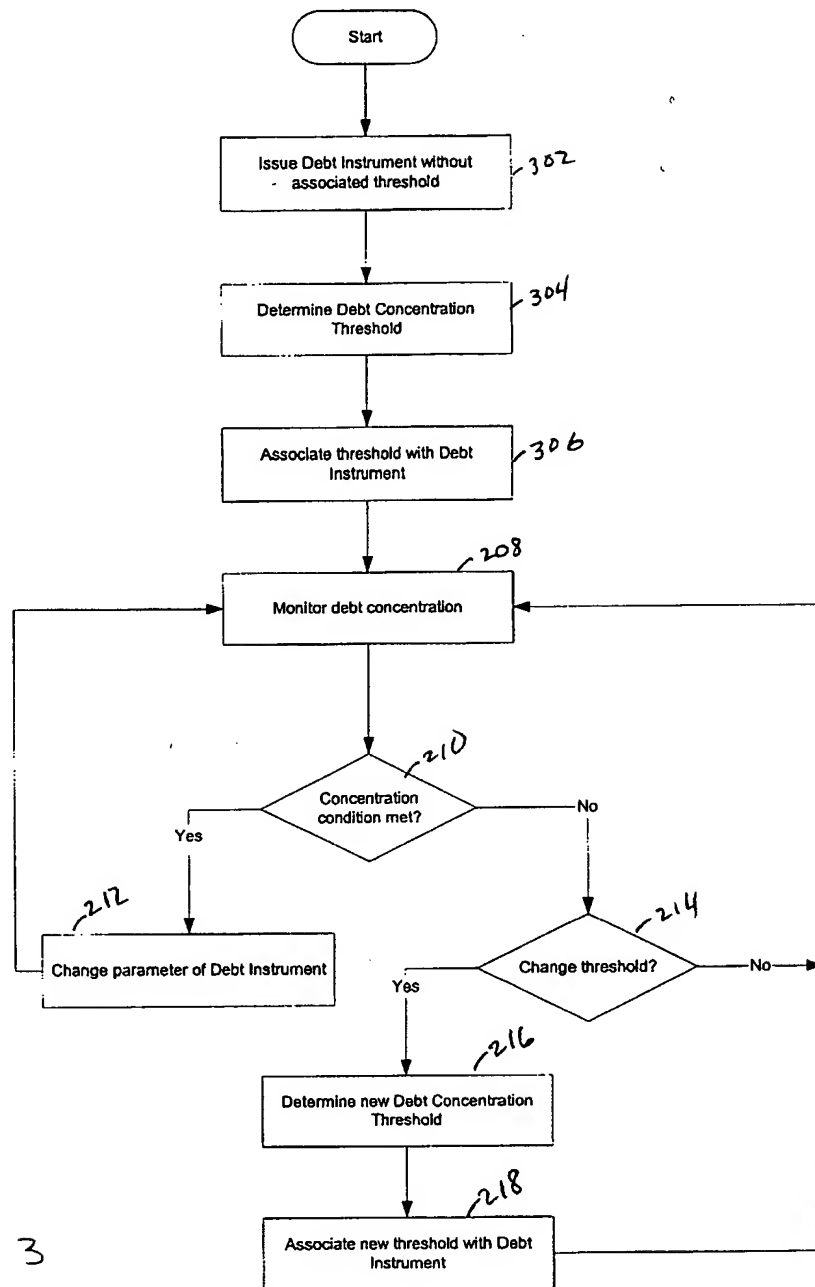 Start
Issue Debt Instrument without
associated threshold
302
Determine Debt Concentration
Threshold
304
Associate threshold with Debt
Instrument
306
208
Monitor debt concentration
210
Concentration
condition met?
Yes
No
212
Change parameter of Debt Instrument
214
Change threshold?
Yes
No
216
Determine new Debt Concentration
Threshold
218
Associate new threshold with Debt
Instrument
3